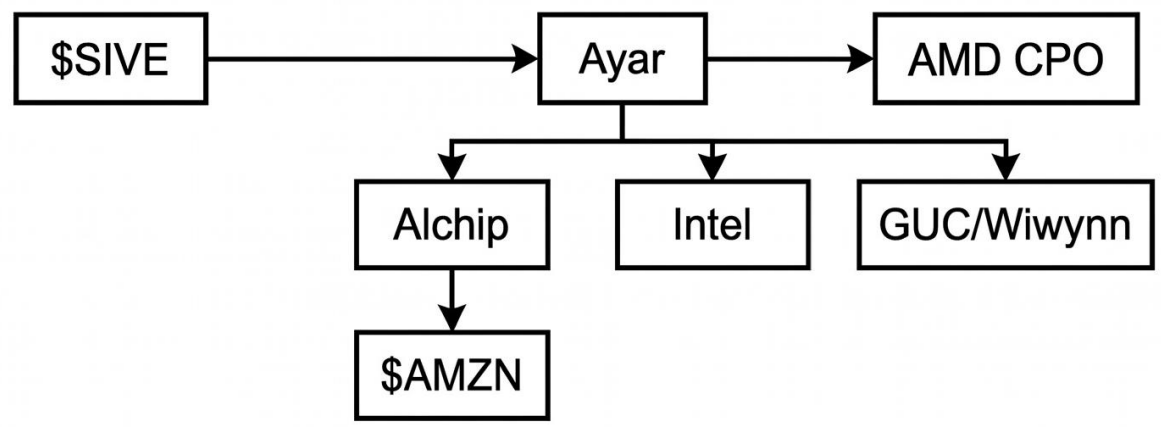 $SIVE
Ayar
AMD CPO
Alchip
Intel
GUC/Wiwynn
$AMZN